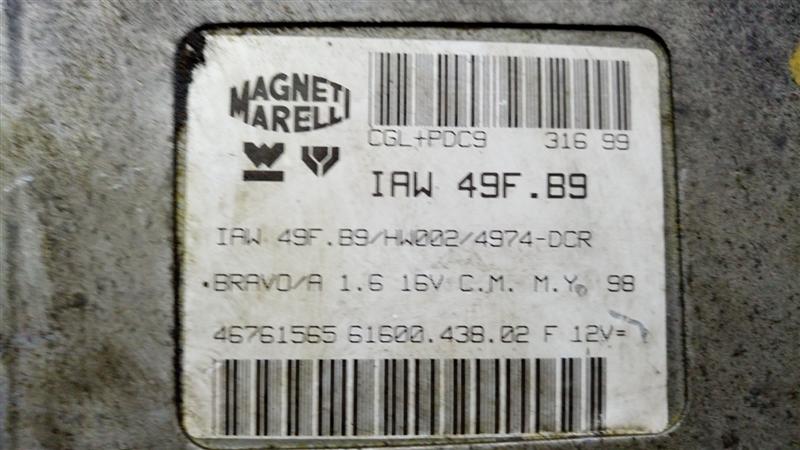 MAGNETI
MARELLI
CGL+PDC9 316 99
IAW 49F.B9
IAW 49F.B9/HW002/4974-DCR
.BRAVO/A 1.6 16V C.M. M.Y. 98
46761565 61600.438.02 F 12V=